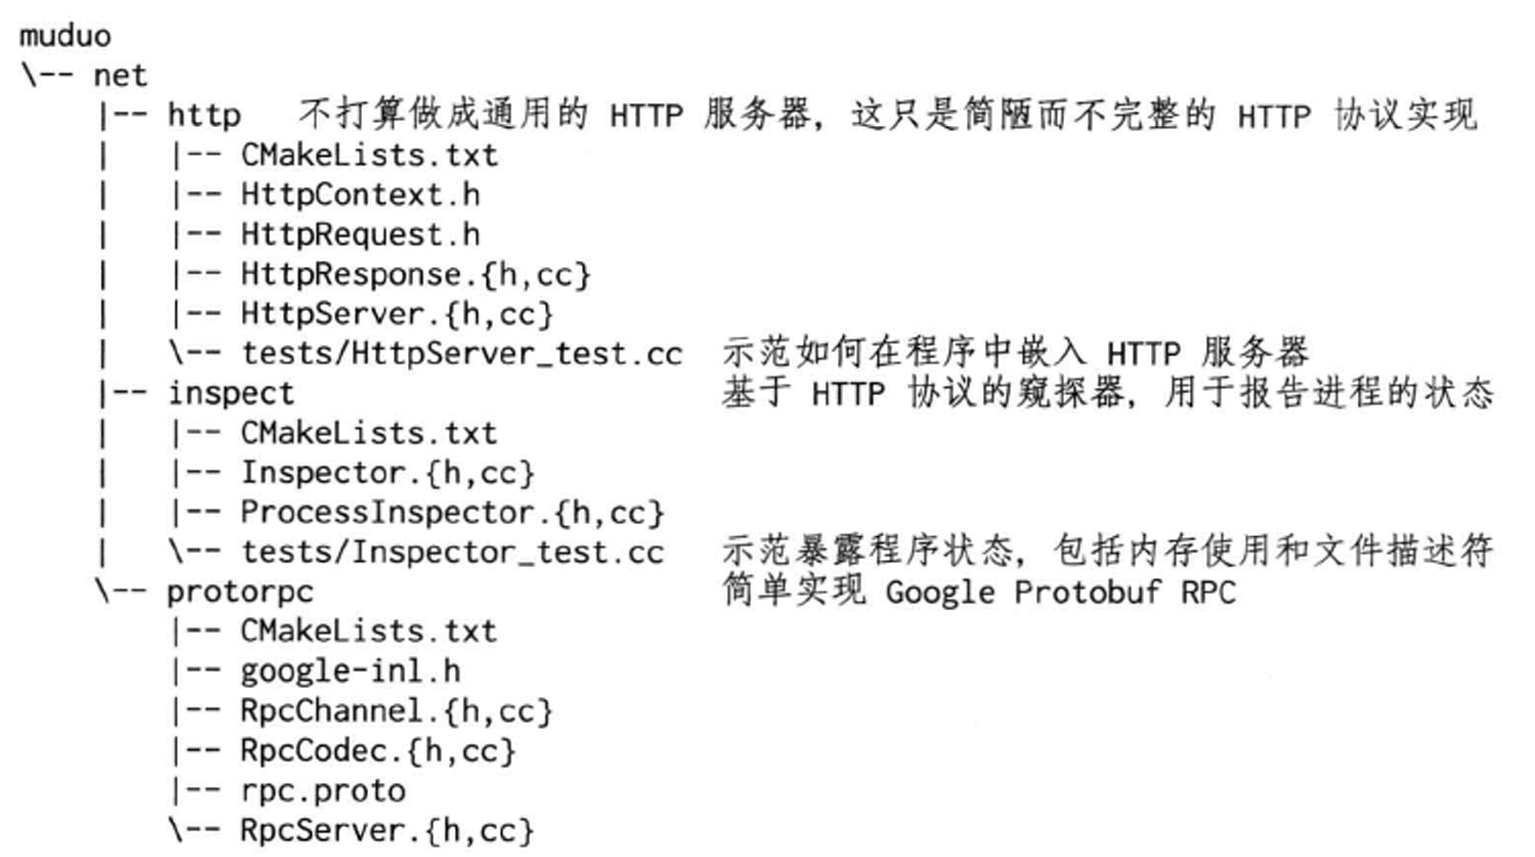 muduo
\-- net
    |-- http   不打算做成通用的 HTTP 服务器，这只是简陋而不完整的 HTTP 协议实现
    |   |-- CMakeLists.txt
    |   |-- HttpContext.h
    |   |-- HttpRequest.h
    |   |-- HttpResponse.{h,cc}
    |   |-- HttpServer.{h,cc}
    |   \-- tests/HttpServer_test.cc  示范如何在程序中嵌入 HTTP 服务器
    |-- inspect                       基于 HTTP 协议的窥探器，用于报告进程的状态
    |   |-- CMakeLists.txt
    |   |-- Inspector.{h,cc}
    |   |-- ProcessInspector.{h,cc}
    |   \-- tests/Inspector_test.cc   示范暴露程序状态，包括内存使用和文件描述符
    \-- protorpc                      简单实现 Google Protobuf RPC
        |-- CMakeLists.txt
        |-- google-inl.h
        |-- RpcChannel.{h,cc}
        |-- RpcCodec.{h,cc}
        |-- rpc.proto
        \-- RpcServer.{h,cc}